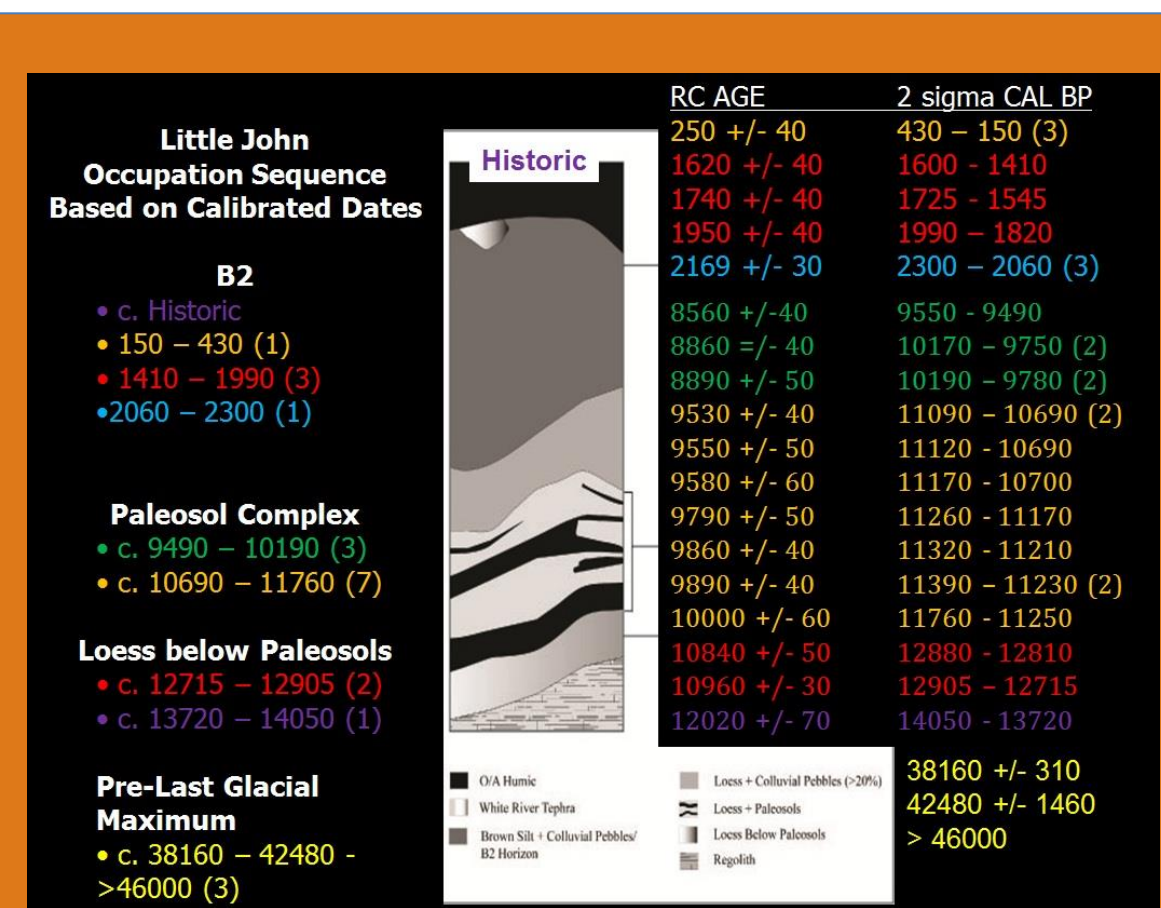 Little John
Occupation Sequence
Based on Calibrated Dates
B2
• c. Historic
• 150 – 430 (1)
• 1410 – 1990 (3)
•2060 – 2300 (1)
Paleosol Complex
• c. 9490 – 10190 (3)
• c. 10690 – 11760 (7)
Loess below Paleosols
• c. 12715 – 12905 (2)
• c. 13720 – 14050 (1)
Pre-Last Glacial
Maximum
• c. 38160 – 42480 -
>46000 (3)
Historic
O/A Humic
White River Tephra
Brown Silt + Colluvial Pebbles/
B2 Horizon
Loess + Colluvial Pebbles (>20%)
Loess + Paleosols
Loess Below Paleosols
Regolith
RC AGE 2 sigma CAL BP
250 +/- 40 430 – 150 (3)
1620 +/- 40 1600 - 1410
1740 +/- 40 1725 - 1545
1950 +/- 40 1990 – 1820
2169 +/- 30 2300 – 2060 (3)
8560 +/-40 9550 - 9490
8860 =/- 40 10170 – 9750 (2)
8890 +/- 50 10190 – 9780 (2)
9530 +/- 40 11090 – 10690 (2)
9550 +/- 50 11120 - 10690
9580 +/- 60 11170 - 10700
9790 +/- 50 11260 - 11170
9860 +/- 40 11320 - 11210
9890 +/- 40 11390 – 11230 (2)
10000 +/- 60 11760 - 11250
10840 +/- 50 12880 - 12810
10960 +/- 30 12905 – 12715
12020 +/- 70 14050 - 13720
38160 +/- 310
42480 +/- 1460
> 46000